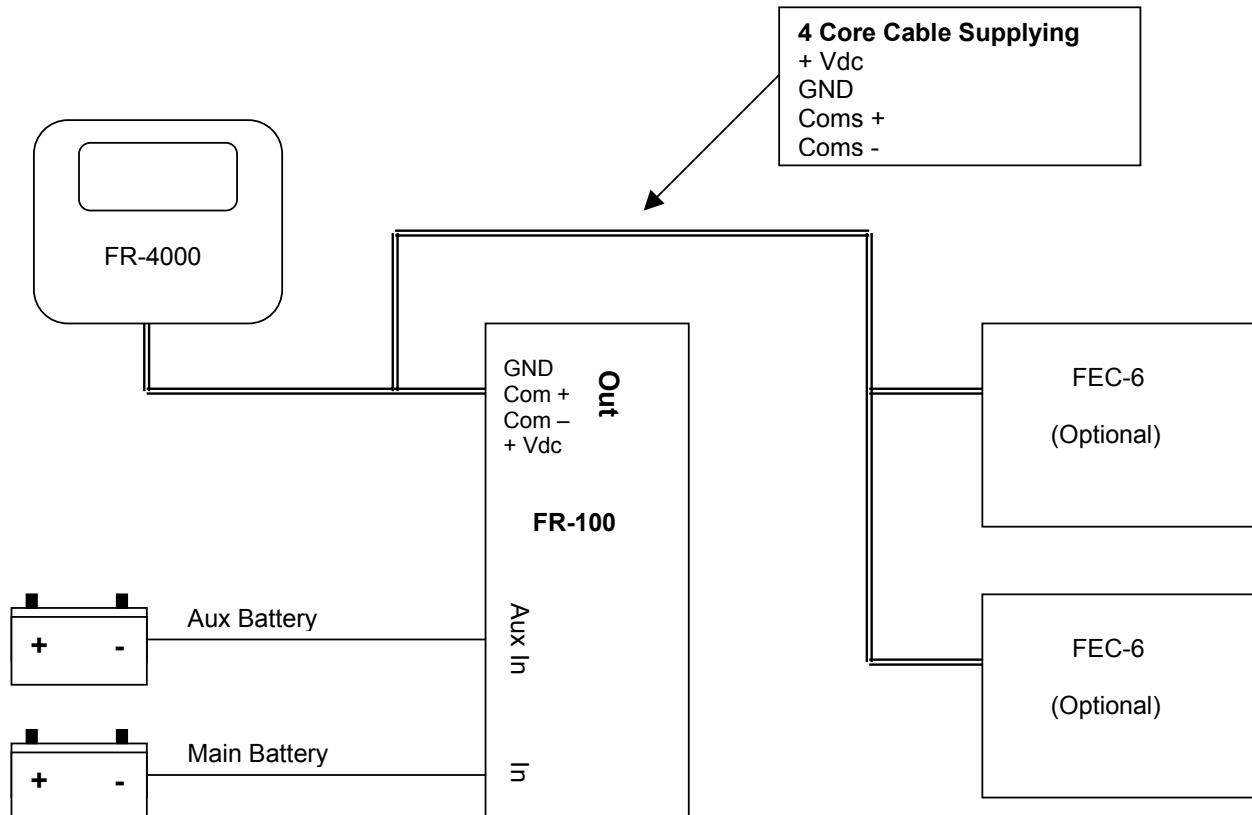 4 Core Cable Supplying
+ Vdc
GND
Coms +
Coms -
FR-4000
GND
Com +
Com –
+ Vdc
Out
FR-100
FEC-6
(Optional)
Aux Battery
+ -
Aux In
FEC-6
(Optional)
Main Battery
+ -
In